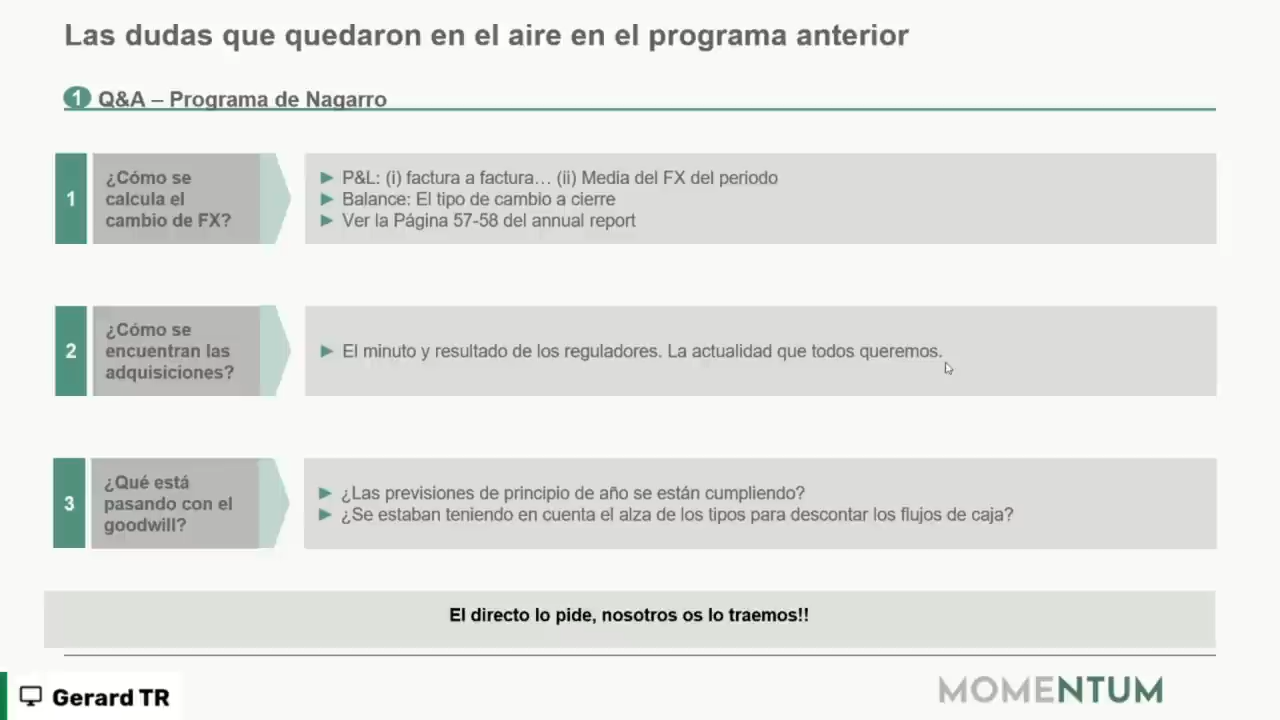 Las dudas que quedaron en el aire en el programa anterior
1 Q&A – Programa de Nagarro
1
¿Cómo se
calcula el
cambio de FX?
► P&L: (i) factura a factura… (ii) Media del FX del periodo
► Balance: El tipo de cambio a cierre
► Ver la Página 57-58 del annual report
2
¿Cómo se
encuentran las
adquisiciones?
► El minuto y resultado de los reguladores. La actualidad que todos queremos.
3
¿Qué está
pasando con el
goodwill?
► ¿Las previsiones de principio de año se están cumpliendo?
► ¿Se estaban teniendo en cuenta el alza de los tipos para descontar los flujos de caja?
El directo lo pide, nosotros os lo traemos!!
Gerard TR
MOMENTUM